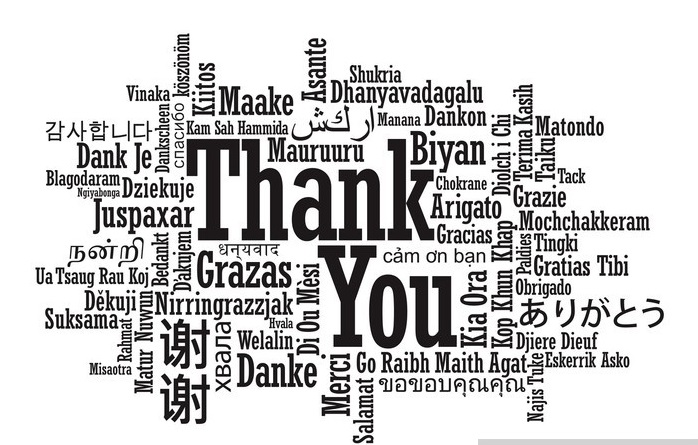 köszönöm
Asante
Shukria
Kiitos
Vinaka
Maake
Dhanyavadagalu
Dankscheen
спасибо
Manana
Dankon
감사합니다
Kam Sah Hammida
ارکش
Diolch i Chi
Terima Kasih
Matondo
Dank Je
Mauruuru
Biyan
Taiku
Blagodaram
Ngiyabonga
Dziekuje
Thank
Chokrane
Tack
Juspaxar
Arigato
Grazie
Gracias
Mochchakkeram
நன்றி
Bedankt
Dakujem
धन्यवाद
cảm ơn bạn
Paldies
Tingki
Ua Tsaug Rau Koj
Grazas
You
Kop Khun Khap
Gratias Tibi
Děkuji
Nirringrazzjak
Di Ou Mèsi
Kia Ora
Obrigado
Suksama
ありがとう
Rahmat
Matur Nuwun
谢谢
хвала
Hvala
Welalin
Djiere Dieuf
Misaotra
Danke
Merci
Go Raibh Maith Agat
Eskerrik Asko
Salamat
ขอขอบคุณคุณ
Najis Tuke